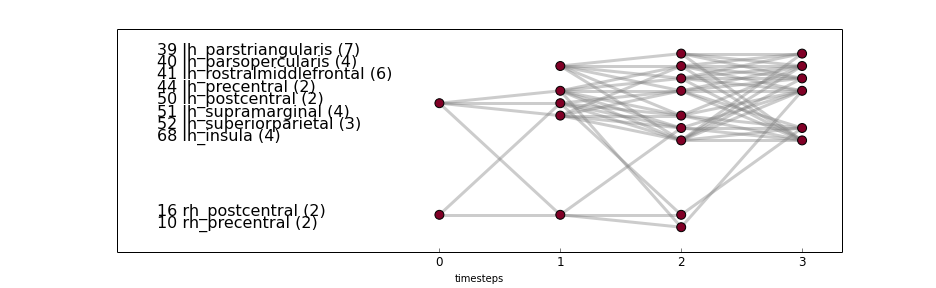 39 lh_parstriangularis (7)
40 lh_parsopercularis (4)
41 lh_rostralmiddlefrontal (6)
44 lh_precentral (2)
50 lh_postcentral (2)
51 lh_supramarginal (4)
52 lh_superiorparietal (3)
68 lh_insula (4)
16 rh_postcentral (2)
10 rh_precentral (2)
0 1 2 3
timesteps